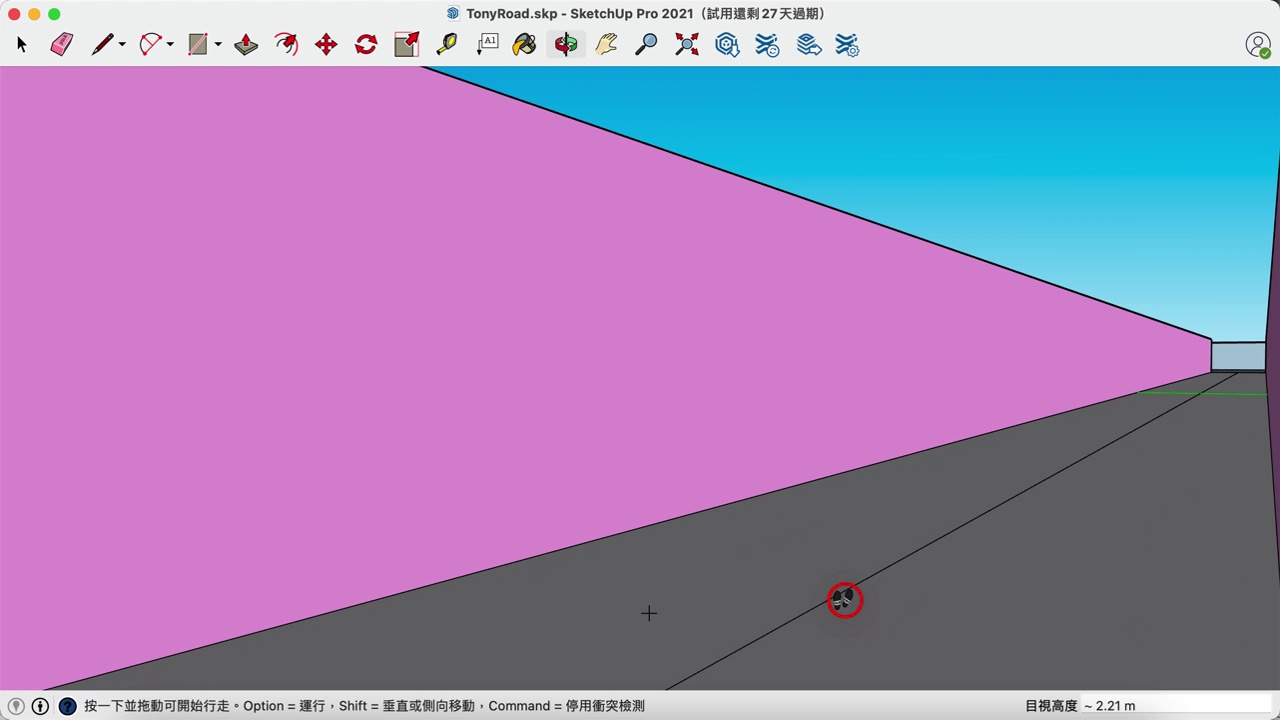 TonyRoad.skp - SketchUp Pro 2021（試用還剩 27 天過期）
A1
按一下並拖動可開始行走。Option = 運行，Shift = 垂直或側向移動，Command = 停用衝突檢測
目視高度 ~ 2.21 m